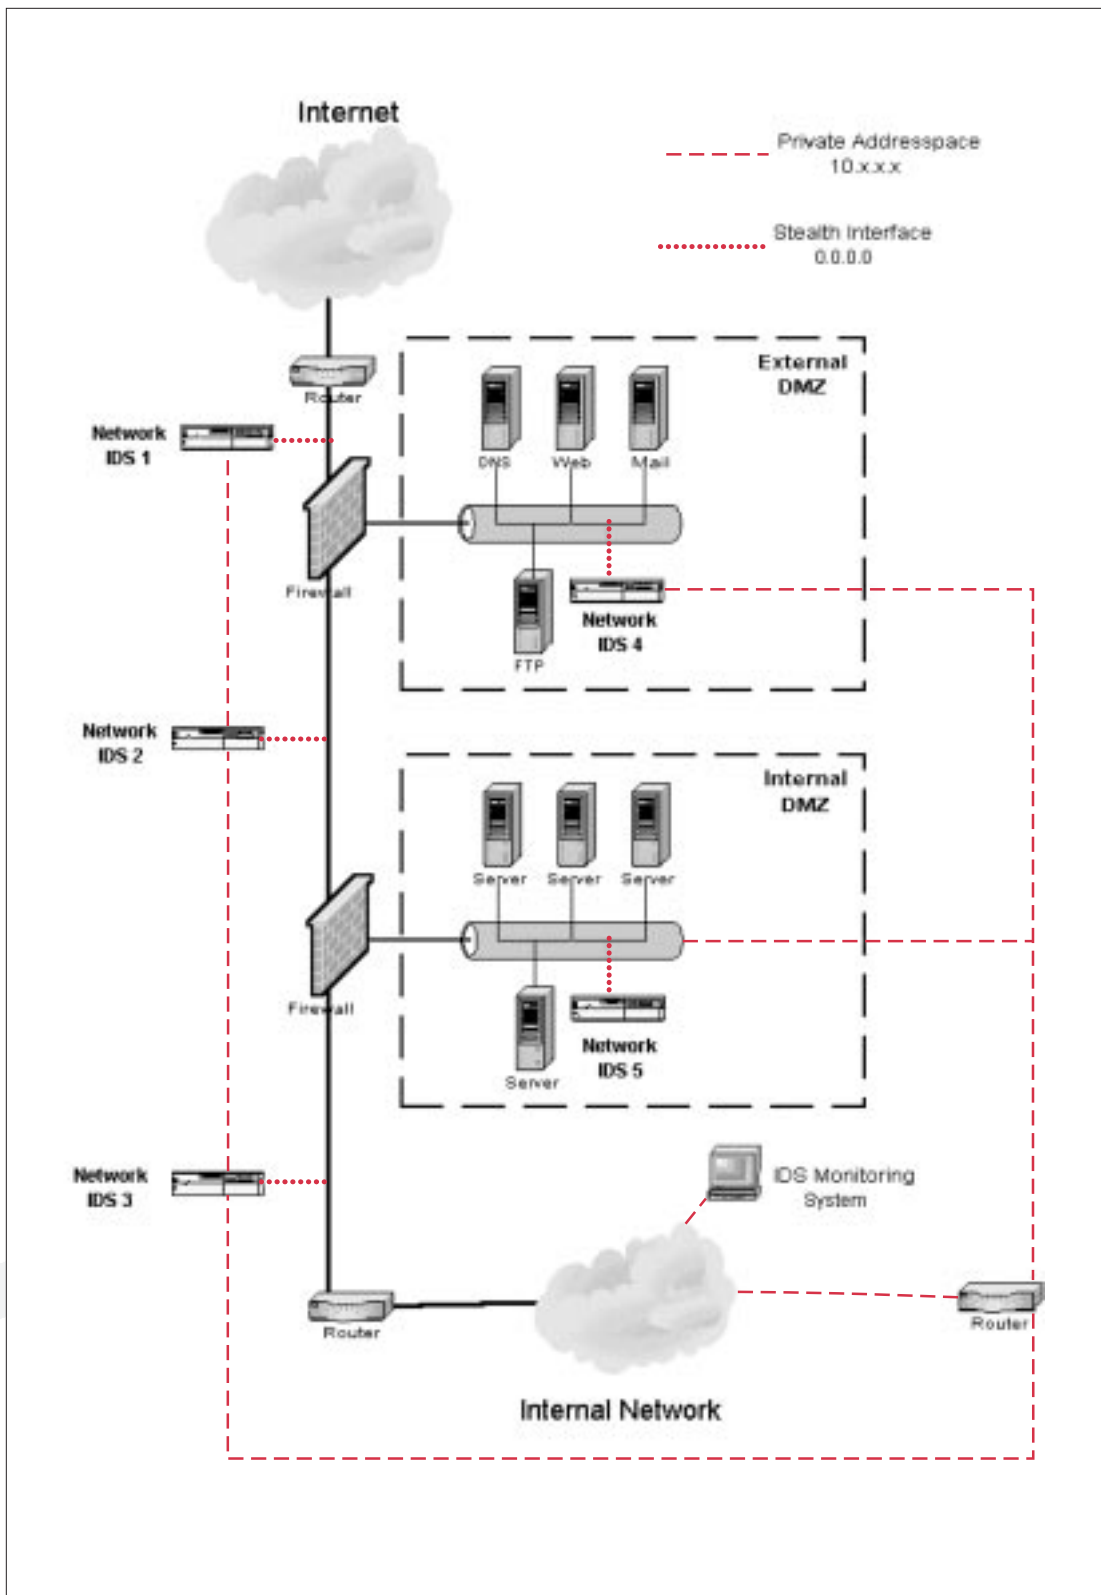 Internet
Private Addresspace
10.x.x.x
Stealth Interface
0.0.0.0
Router
External
DMZ
Network
IDS 1
DNS
Web
Mail
Firewall
Network
IDS 4
FTP
Network
IDS 2
Internal
DMZ
Server
Server
Server
Firewall
Network
IDS 5
Server
Network
IDS 3
IDS Monitoring
System
Router
Router
Internal Network